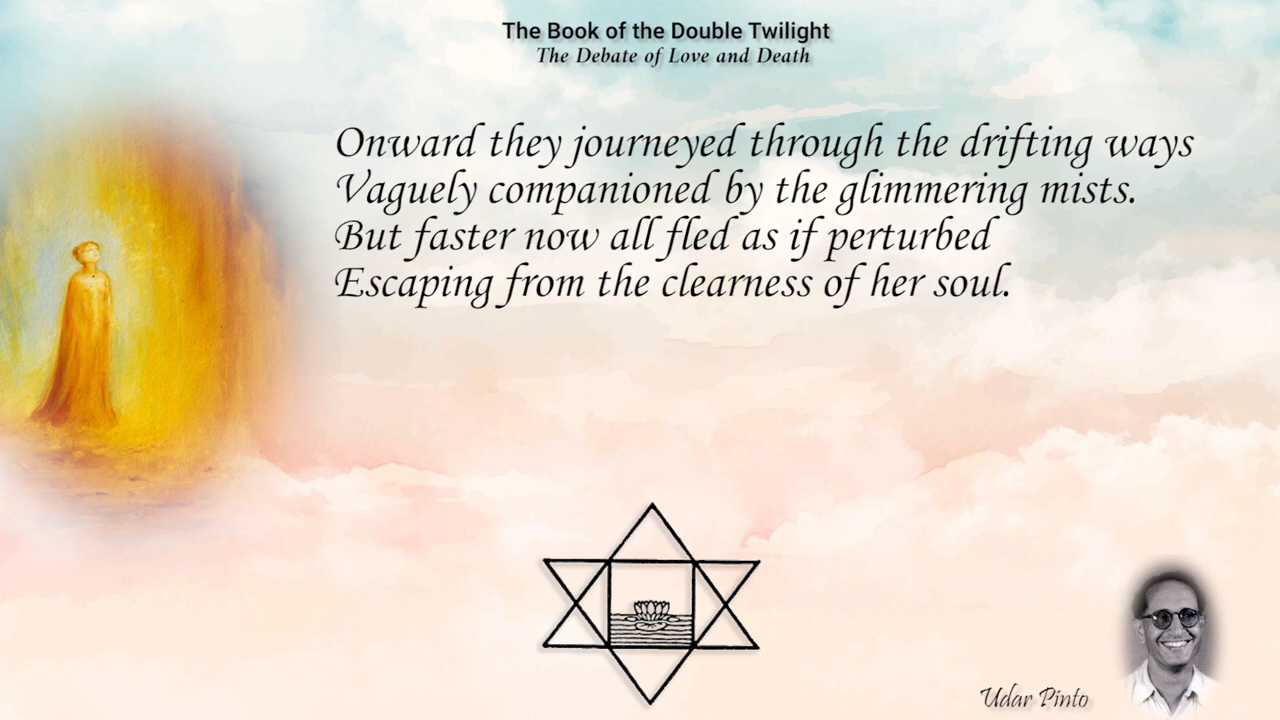 The Book of the Double Twilight
The Debate of Love and Death
Onward they journeyed through the drifting ways
Vaguely companioned by the glimmering mists.
But faster now all fled as if perturbed
Escaping from the clearness of her soul.
Udar Pinto